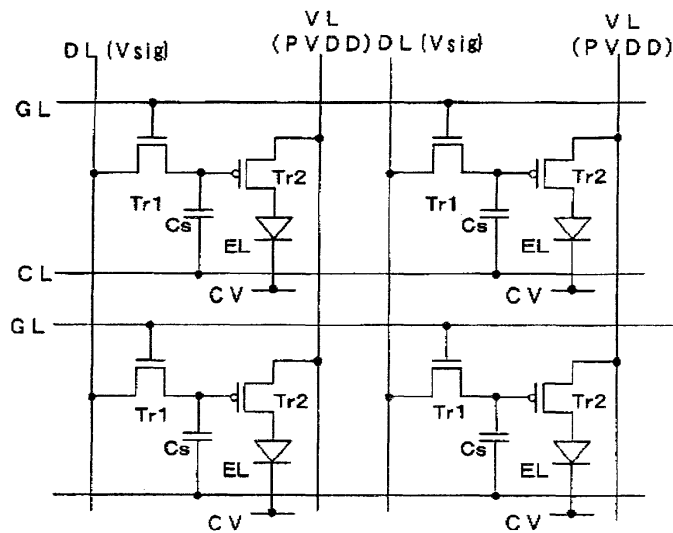 VL VL
DL (Vsig) (PVDD) DL (Vsig) (PVDD)
GL
Tr1 Tr2 Tr1 Tr2
Cs EL Cs EL
CL
CV CV
GL
Tr1 Tr2 Tr1 Tr2
Cs EL Cs EL
CV CV